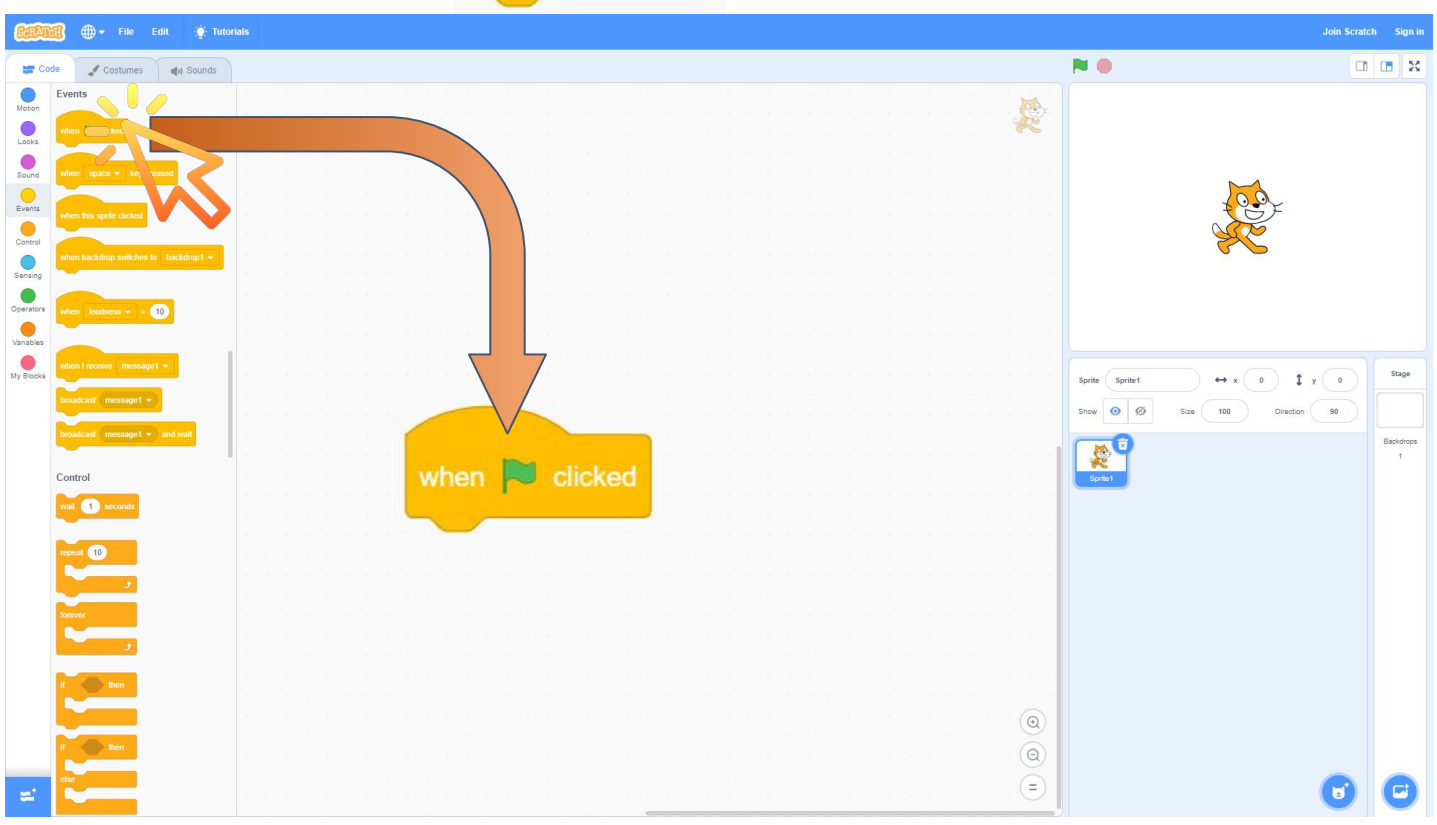 SCRATCH File Edit Tutorials Join Scratch Sign in
Code Costumes Sounds
Motion
Looks
Sound
Events
Control
Sensing
Operators
Variables
My Blocks
Events
when
when space key pressed
when this sprite clicked
when backdrop switches to backdrop1
when loudness > 10
when I receive message1
broadcast message1
broadcast message1 and wait
Control
wait 1 seconds
repeat 10
forever
if then
if then
else
when clicked
Sprite Sprite1 x 0 y 0
Show Size 100 Direction 90
Sprite1
Stage
Backdrops
1